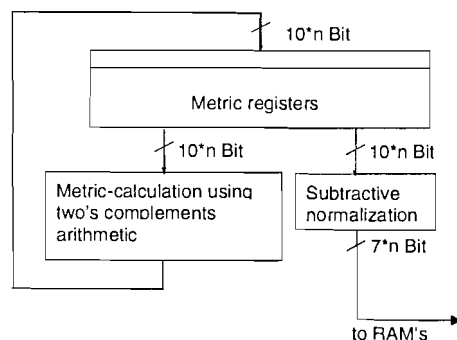 10*n Bit
Metric registers
10*n Bit
10*n Bit
Metric-calculation using
two's complements
arithmetic
Subtractive
normalization
7*n Bit
to RAM's